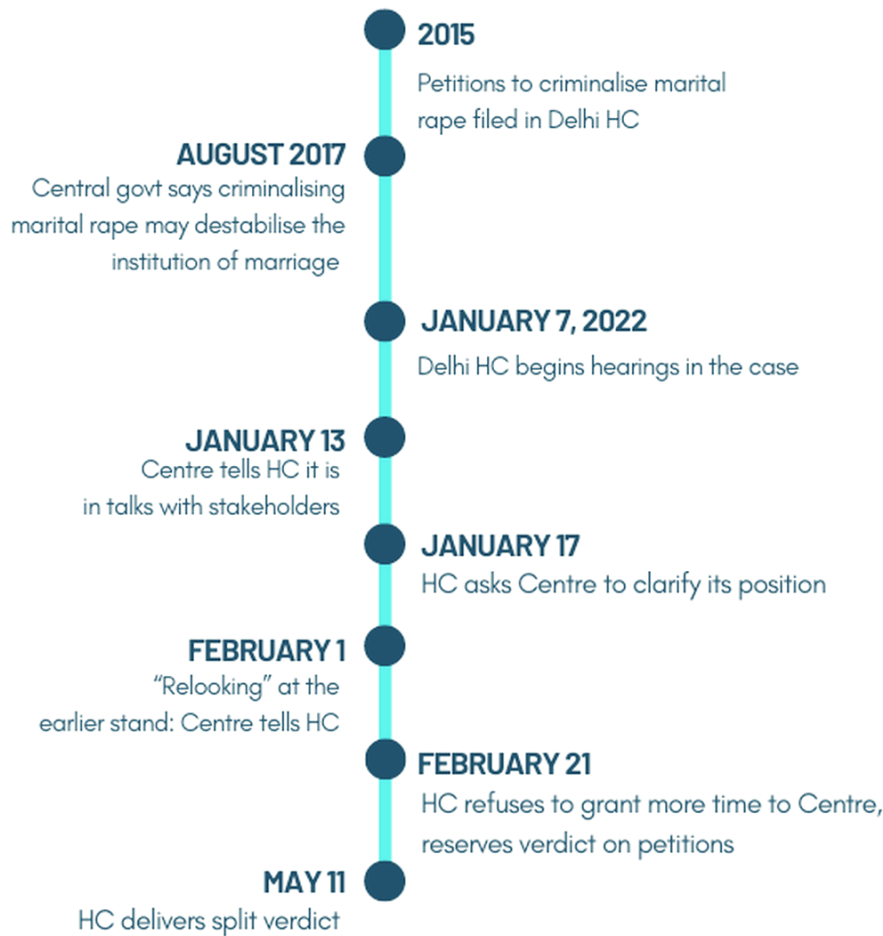 2015
Petitions to criminalise marital
rape filed in Delhi HC
AUGUST 2017
Central govt says criminalising
marital rape may destabilise the
institution of marriage
JANUARY 7, 2022
Delhi HC begins hearings in the case
JANUARY 13
Centre tells HC it is
in talks with stakeholders
JANUARY 17
HC asks Centre to clarify its position
FEBRUARY 1
“Relooking” at the
earlier stand: Centre tells HC
FEBRUARY 21
HC refuses to grant more time to Centre,
reserves verdict on petitions
MAY 11
HC delivers split verdict